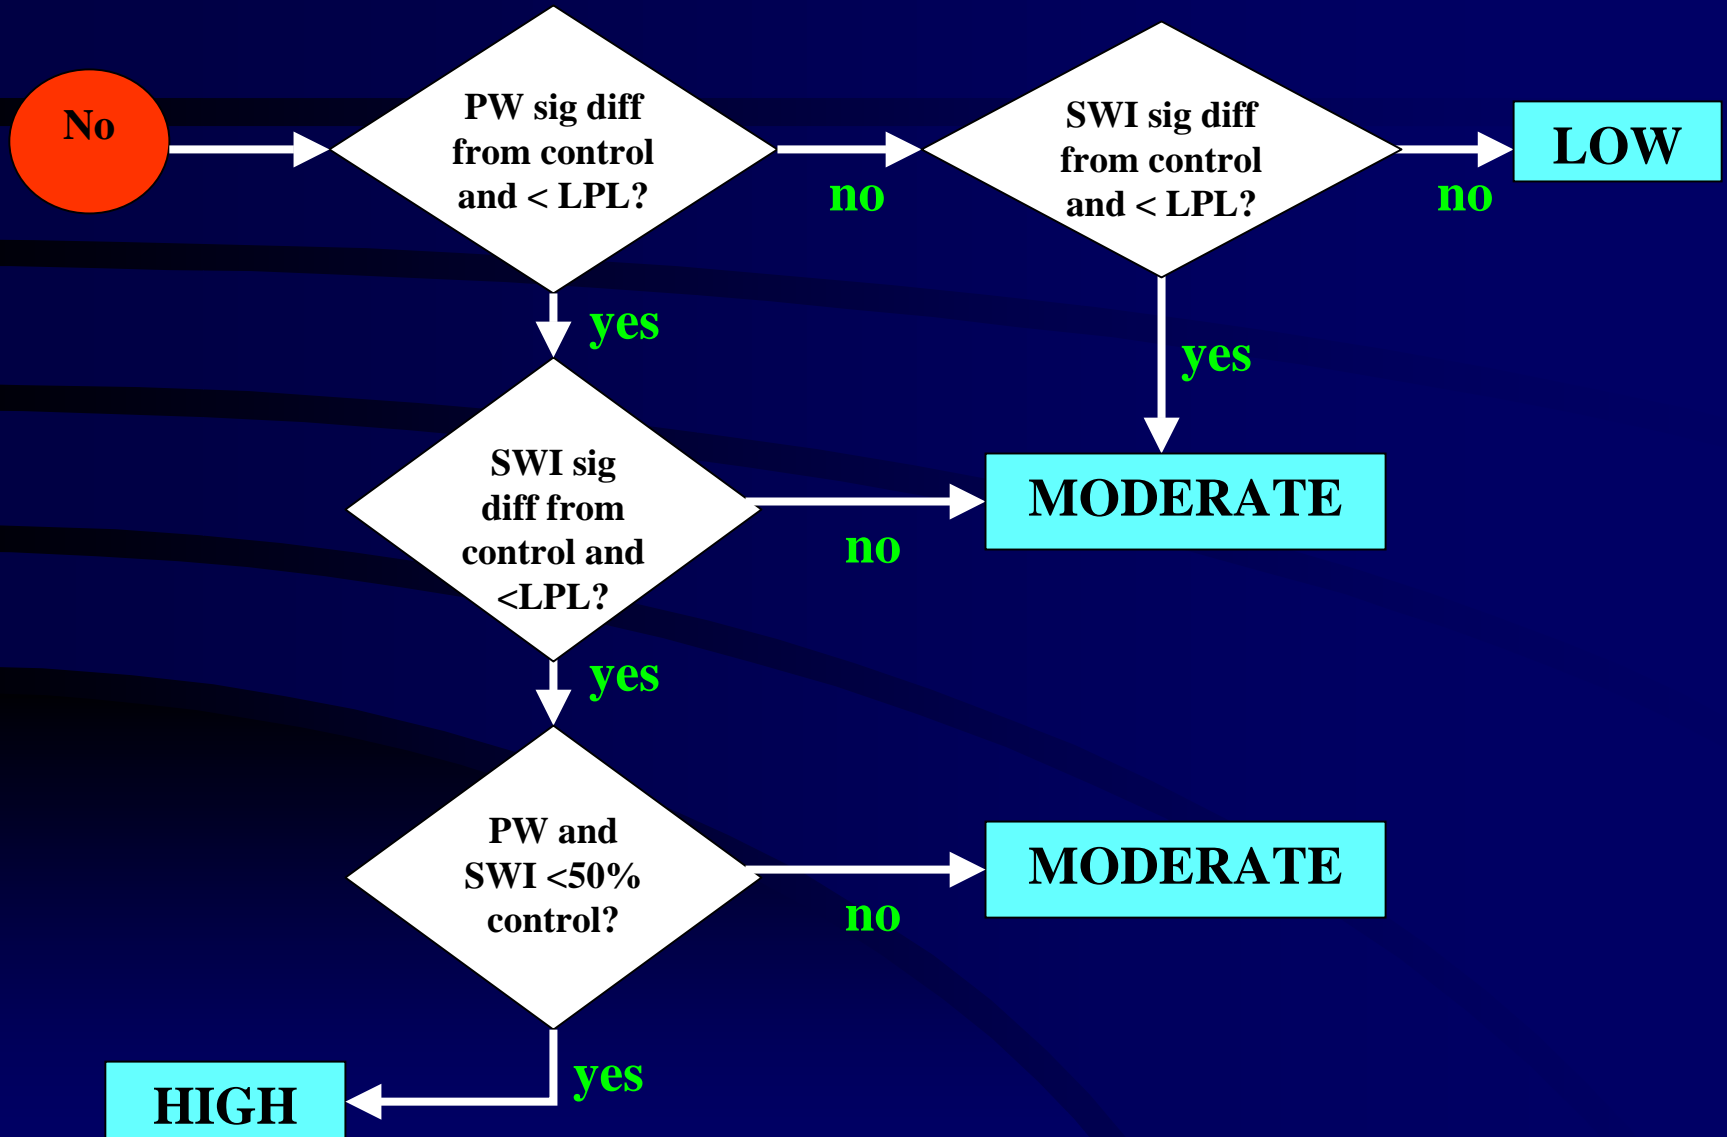 No
PW sig diff
from control
and < LPL?
no
SWI sig diff
from control
and < LPL?
no
LOW
yes
yes
SWI sig
diff from
control and
<LPL?
no
MODERATE
yes
PW and
SWI <50%
control?
no
MODERATE
yes
HIGH